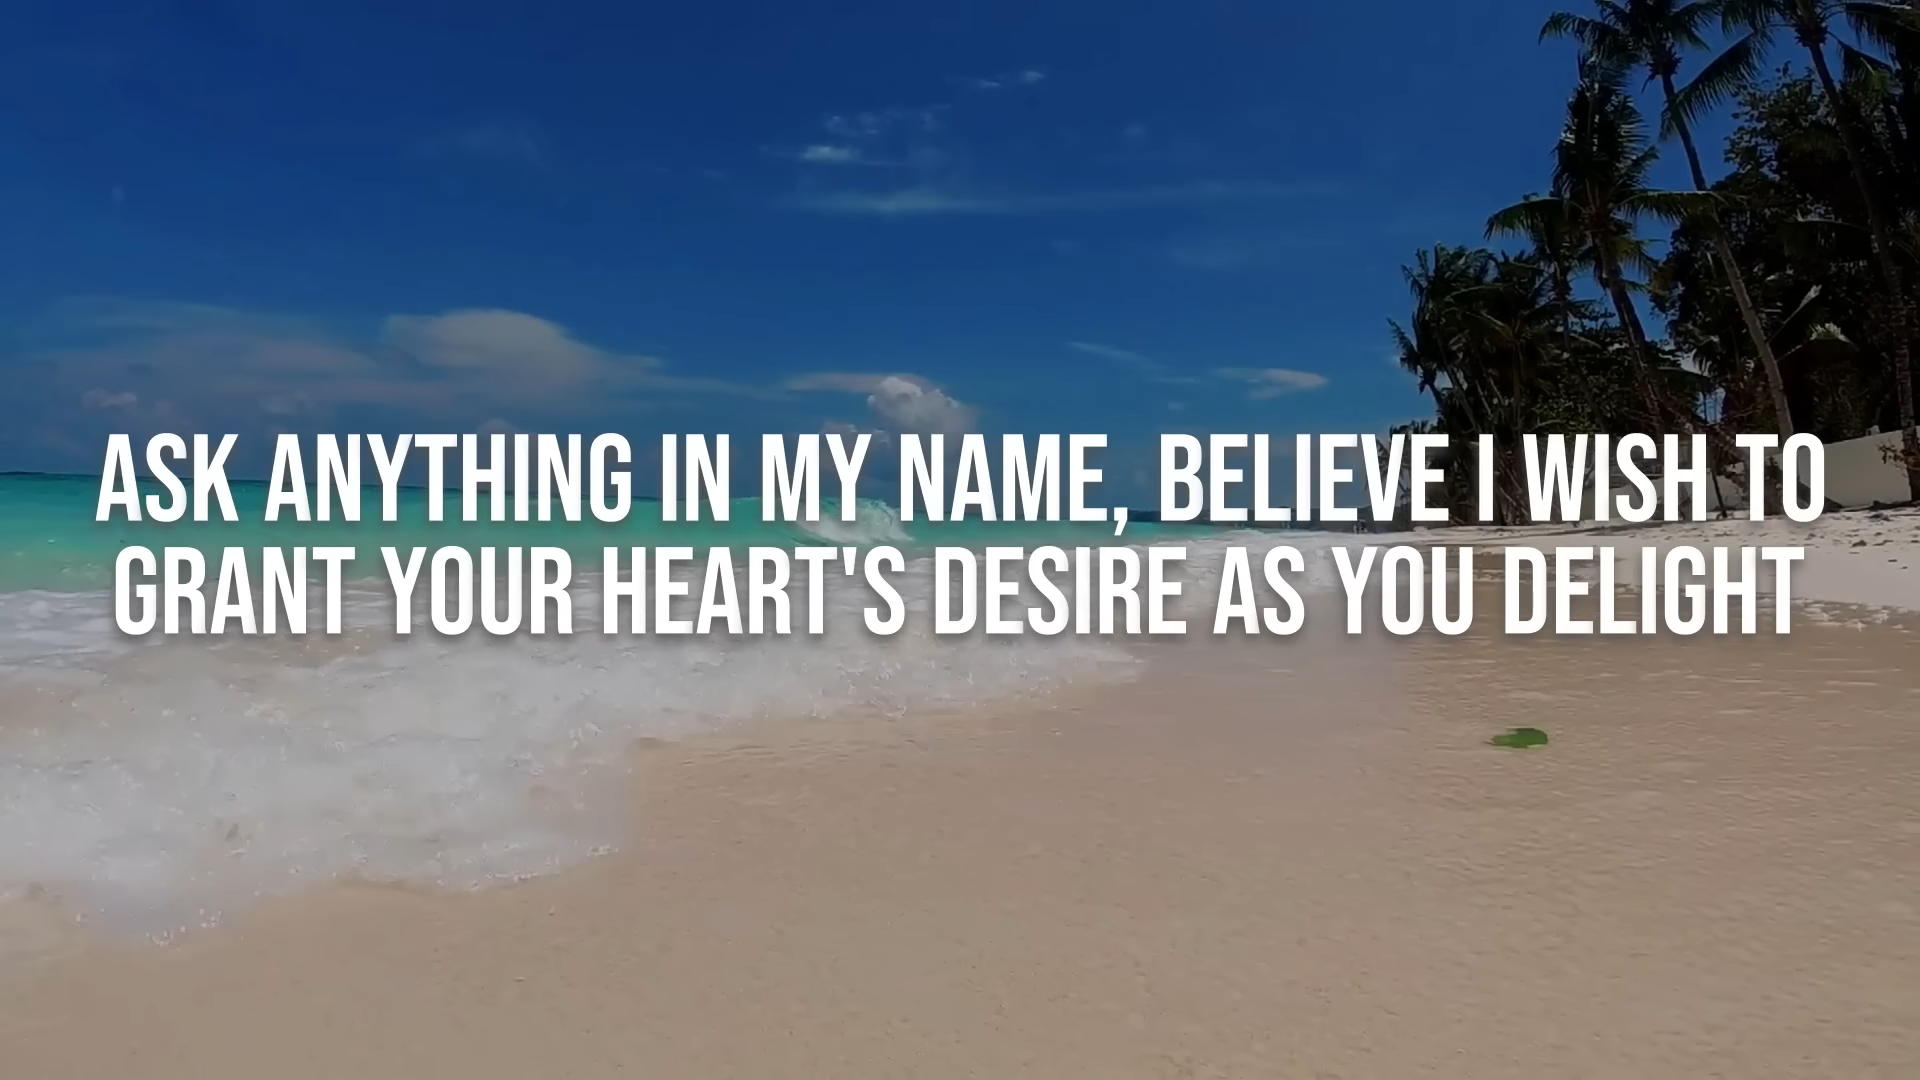 ASK ANYTHING IN MY NAME, BELIEVE I WISH TO
GRANT YOUR HEART'S DESIRE AS YOU DELIGHT